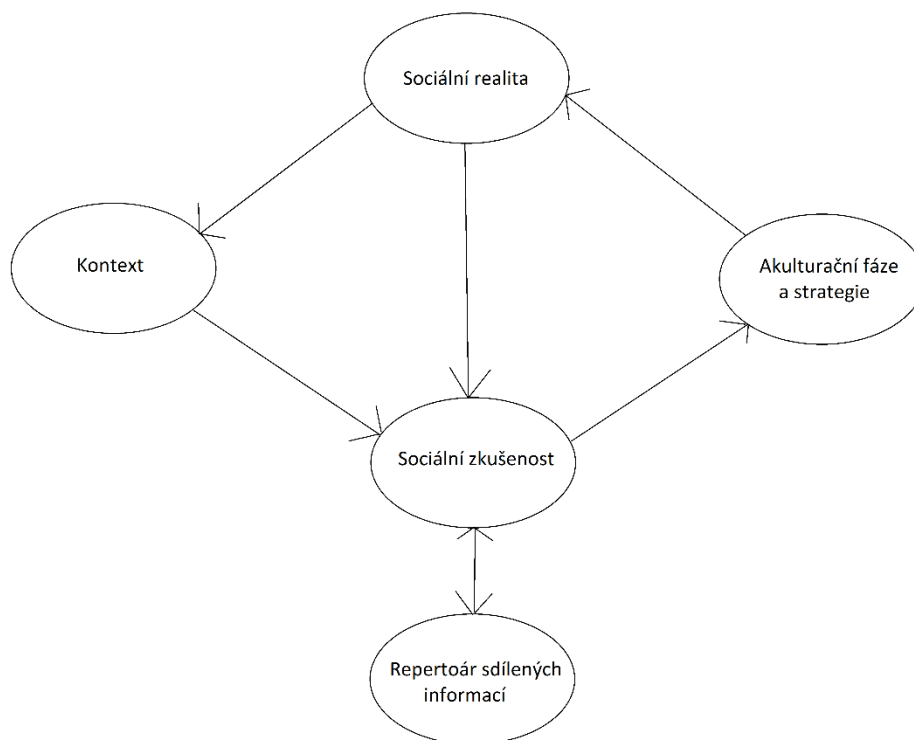 Sociální realita
Kontext
Akulturační fáze
a strategie
Sociální zkušenost
Repertoár sdílených
informací